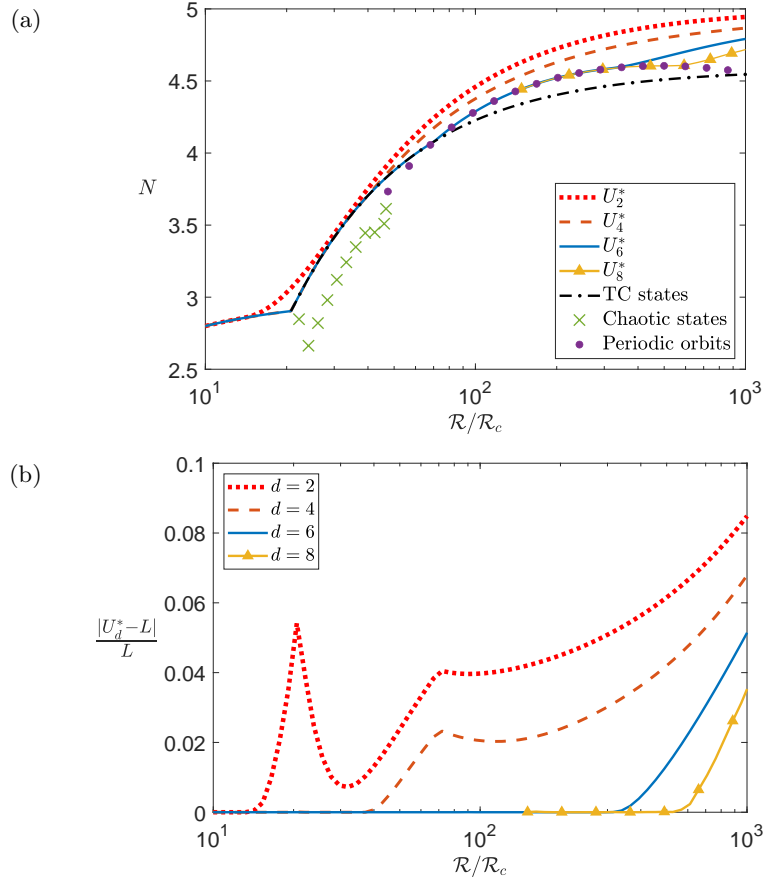 (a)
5
4.5
4
3.5
3
2.5
N
10^1
10^2
10^3
R/R_c
U_2^*
U_4^*
U_6^*
U_8^*
TC states
Chaotic states
Periodic orbits
(b)
0.1
0.08
0.06
0.04
0.02
0
|U_d^*-L|
L
10^1
10^2
10^3
R/R_c
d = 2
d = 4
d = 6
d = 8